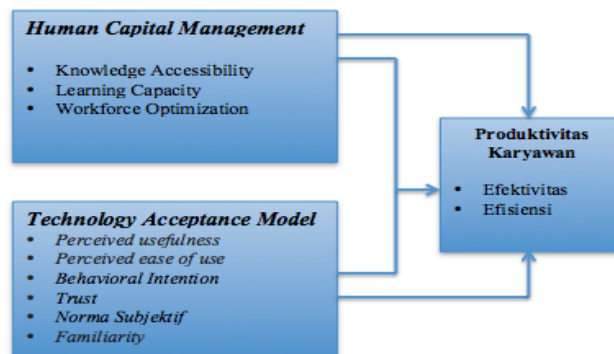 Human Capital Management
• Knowledge Accessibility
• Learning Capacity
• Workforce Optimization
Produktivitas
Karyawan
• Efektivitas
• Efisiensi
Technology Acceptance Model
• Perceived usefulness
• Perceived ease of use
• Behavioral Intention
• Trust
• Norma Subjektif
• Familiarity